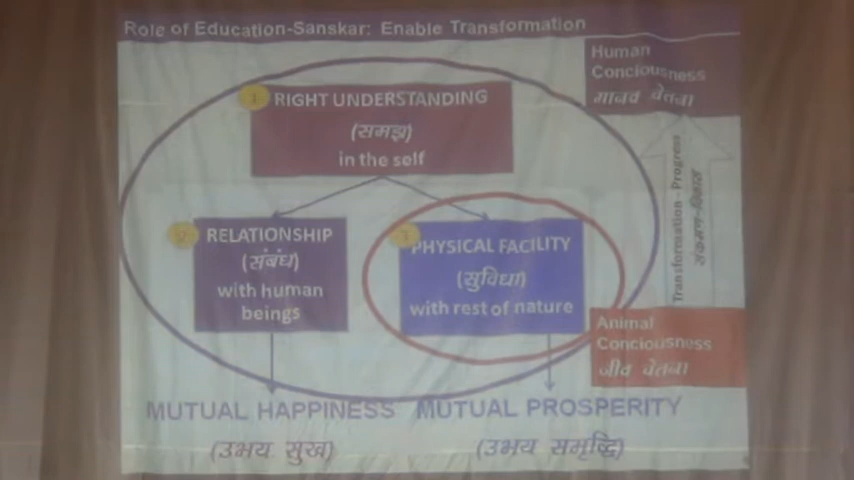 Role of Education-Sanskar: Enable Transformation
Human
Conciousness
मानव चेतना
1 RIGHT UNDERSTANDING
(समझ)
in the self
2 RELATIONSHIP
(संबंध)
with human
beings
3 PHYSICAL FACILITY
(सुविधा)
with rest of nature
Transformation - Progress
संक्रमण-विकास
Animal
Conciousness
जीव चेतना
MUTUAL HAPPINESS
(उभय सुख)
MUTUAL PROSPERITY
(उभय समृद्धि)